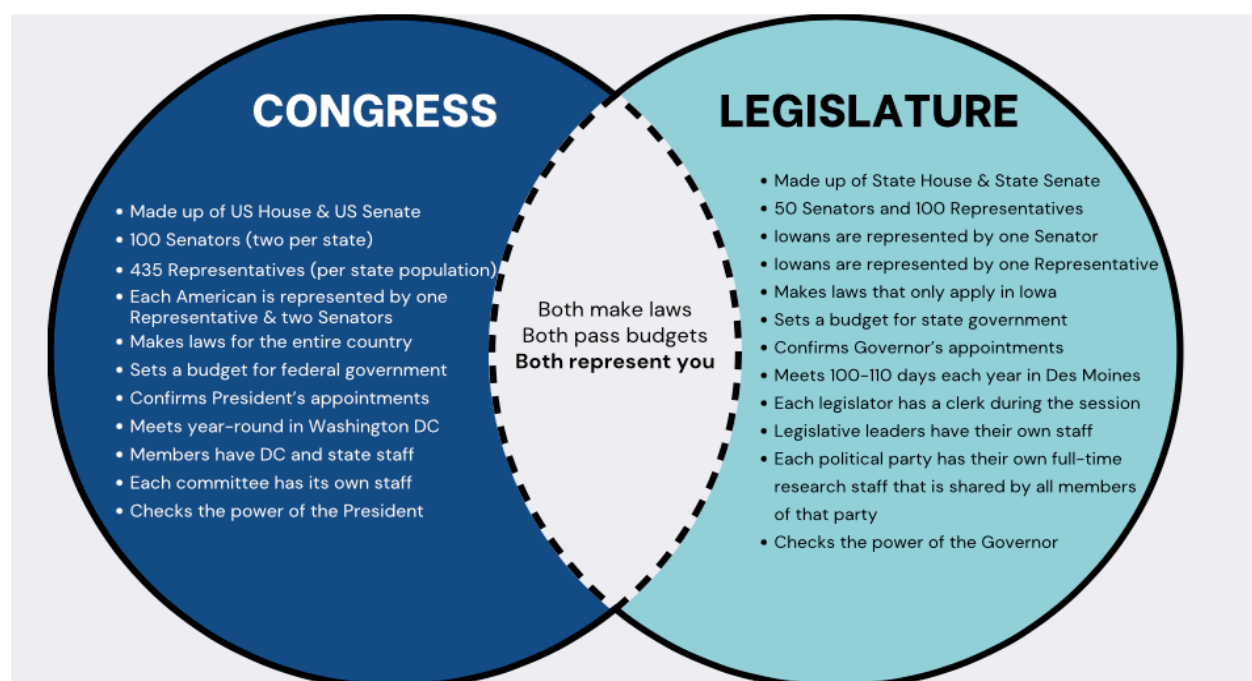 CONGRESS
• Made up of US House & US Senate
• 100 Senators (two per state)
• 435 Representatives (per state population)
• Each American is represented by one
Representative & two Senators
• Makes laws for the entire country
• Sets a budget for federal government
• Confirms President's appointments
• Meets year-round in Washington DC
• Members have DC and state staff
• Each committee has its own staff
• Checks the power of the President
Both make laws
Both pass budgets
Both represent you
LEGISLATURE
• Made up of State House & State Senate
• 50 Senators and 100 Representatives
• Iowans are represented by one Senator
• Iowans are represented by one Representative
• Makes laws that only apply in Iowa
• Sets a budget for state government
• Confirms Governor's appointments
• Meets 100-110 days each year in Des Moines
• Each legislator has a clerk during the session
• Legislative leaders have their own staff
• Each political party has their own full-time
research staff that is shared by all members
of that party
• Checks the power of the Governor